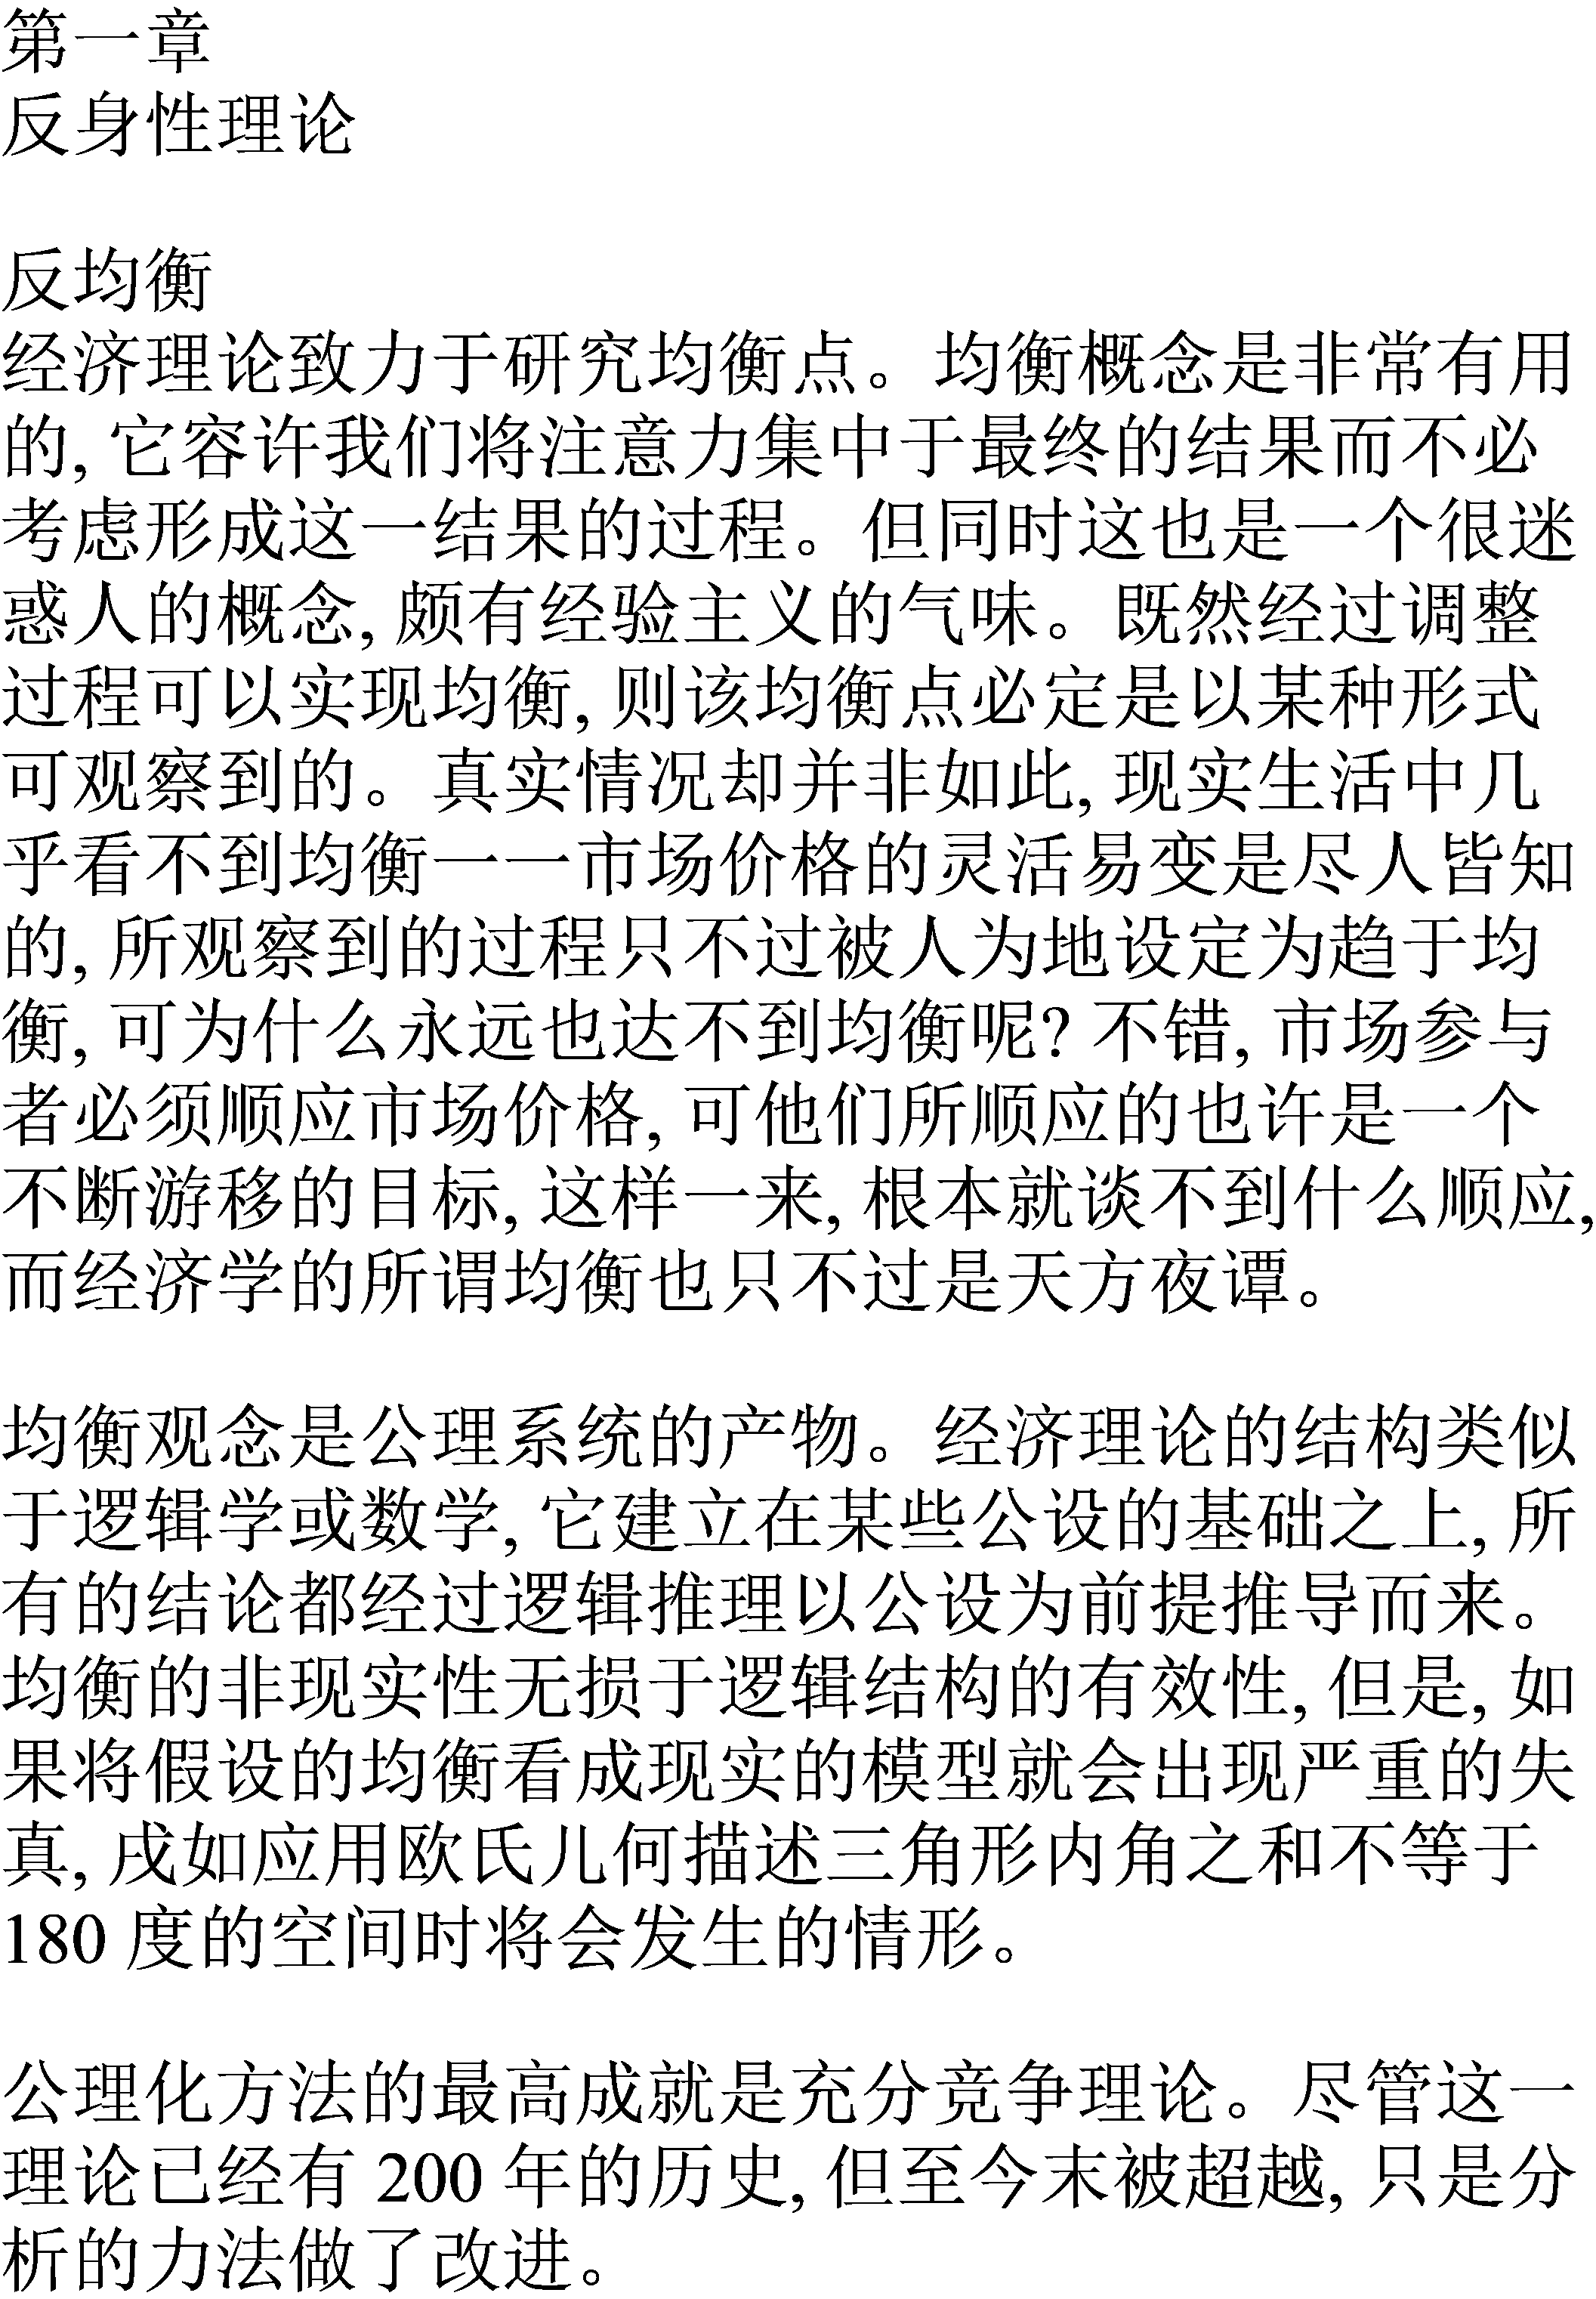 第一章
反身性理论
反均衡
经济理论致力于研究均衡点。均衡概念是非常有用
的, 它容许我们将注意力集中于最终的结果而不必
考虑形成这一结果的过程。但同时这也是一个很迷
惑人的概念, 颇有经验主义的气味。既然经过调整
过程可以实现均衡, 则该均衡点必定是以某种形式
可观察到的。真实情况却并非如此, 现实生活中几
乎看不到均衡一一市场价格的灵活易变是尽人皆知
的, 所观察到的过程只不过被人为地设定为趋于均
衡, 可为什么永远也达不到均衡呢? 不错, 市场参与
者必须顺应市场价格, 可他们所顺应的也许是一个
不断游移的目标, 这样一来, 根本就谈不到什么顺应,
而经济学的所谓均衡也只不过是天方夜谭。
均衡观念是公理系统的产物。经济理论的结构类似
于逻辑学或数学, 它建立在某些公设的基础之上, 所
有的结论都经过逻辑推理以公设为前提推导而来。
均衡的非现实性无损于逻辑结构的有效性, 但是, 如
果将假设的均衡看成现实的模型就会出现严重的失
真, 戌如应用欧氏儿何描述三角形内角之和不等于
180 度的空间时将会发生的情形。
公理化方法的最高成就是充分竞争理论。尽管这一
理论已经有 200 年的历史, 但至今末被超越, 只是分
析的力法做了改进。